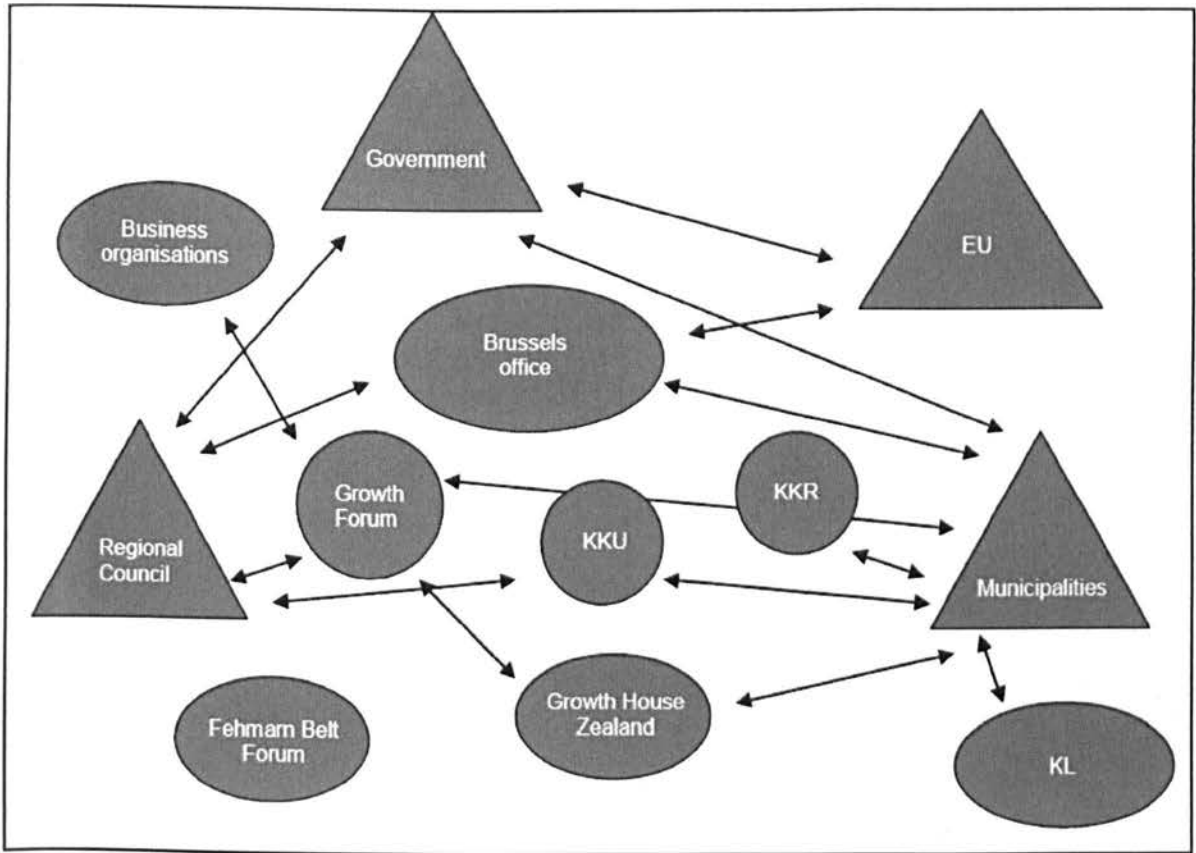 Government
Business
organisations
EU
Brussels
office
Growth
Forum
KKR
KKU
Regional
Council
Municipalities
Growth House
Zealand
Fehmarn Belt
Forum
KL